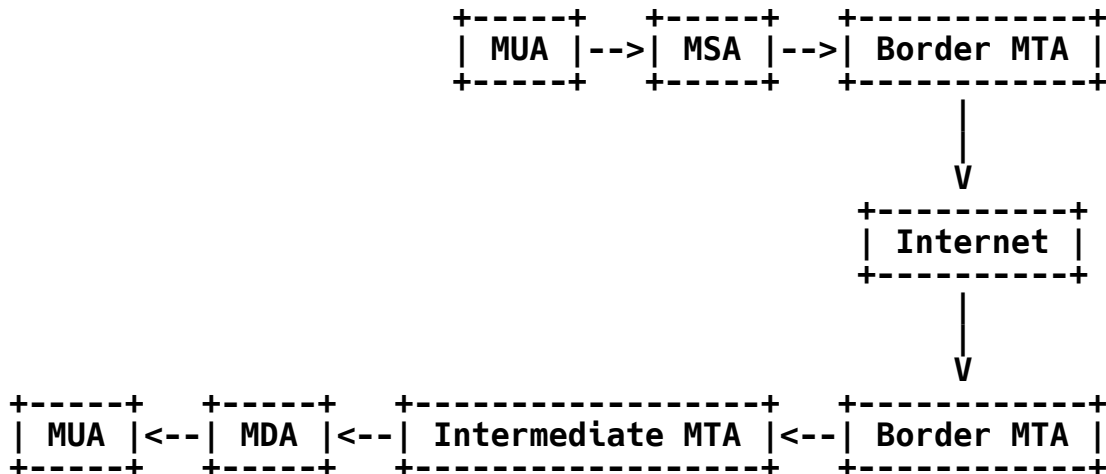 MUA MSA Border MTA
Internet
MUA MDA Intermediate MTA Border MTA